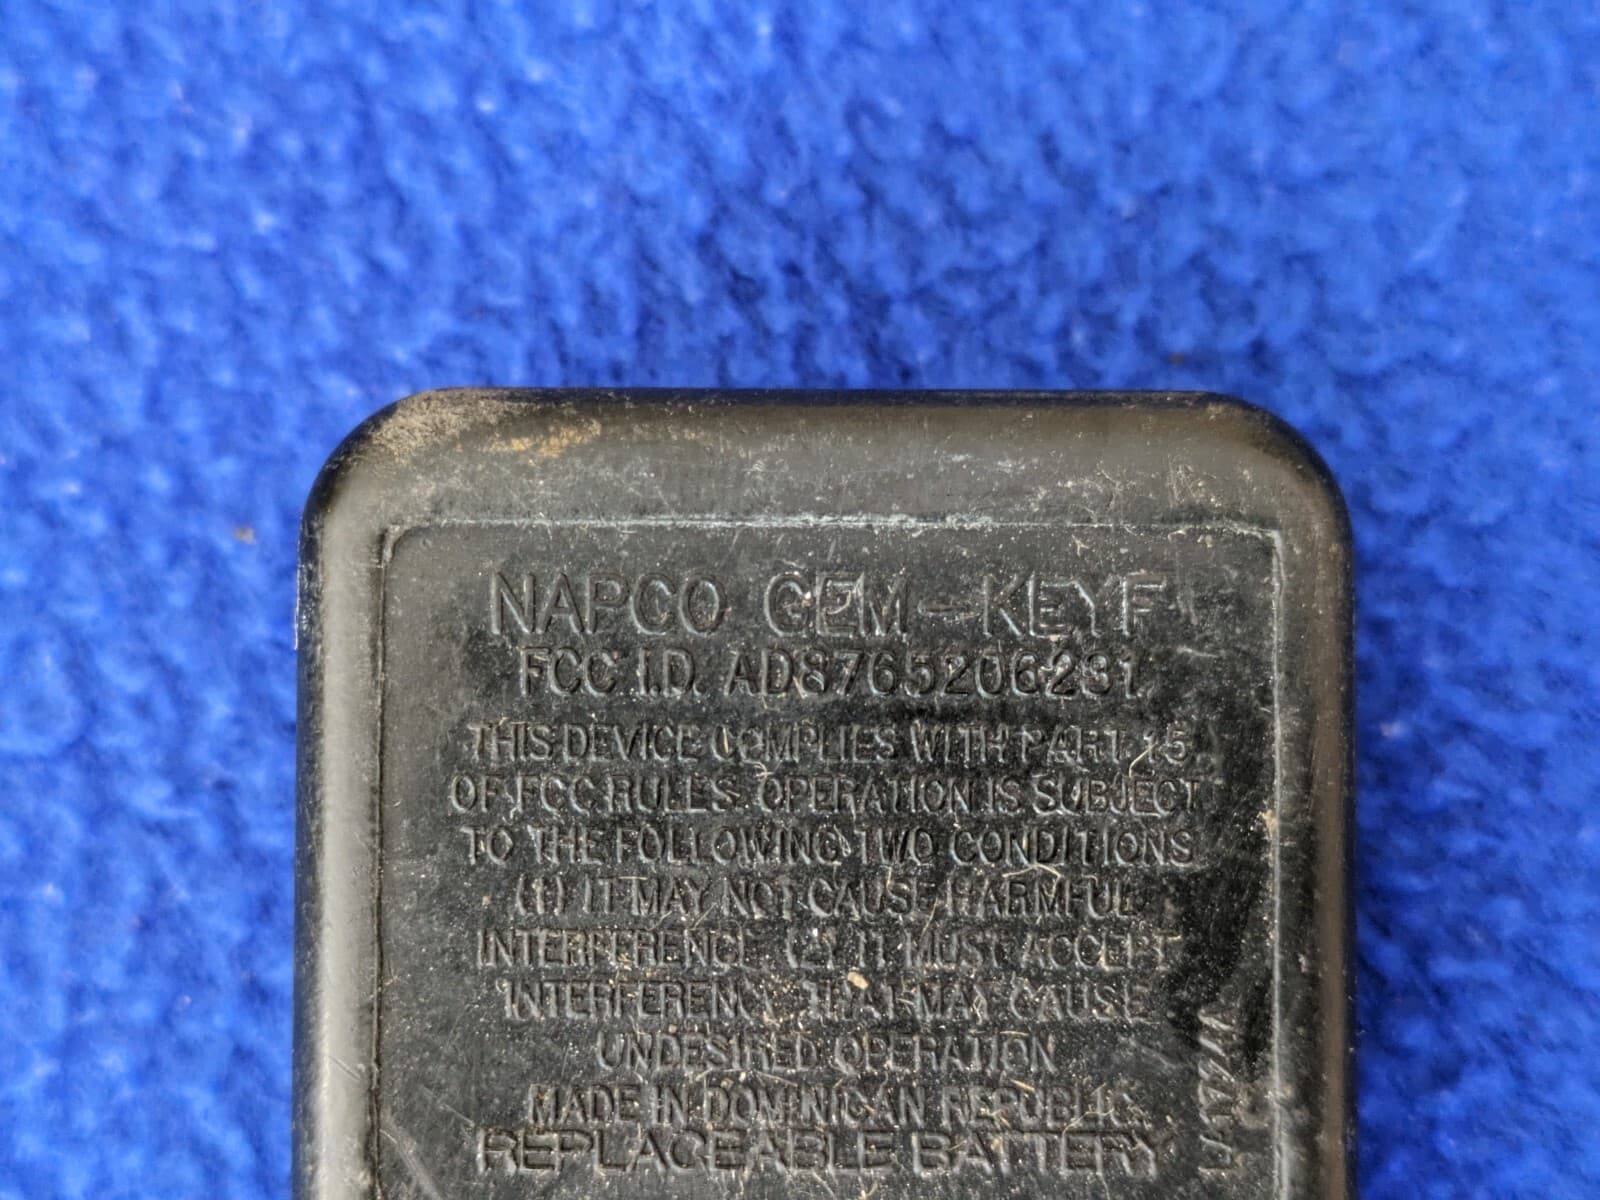 NAPCO GEM-KEYF
FCC I.D. AD8765206231
THIS DEVICE COMPLIES WITH PART 15
OF FCC RULES. OPERATION IS SUBJECT
TO THE FOLLOWING TWO CONDITIONS
(1) IT MAY NOT CAUSE HARMFUL
INTERFERENCE (2) IT MUST ACCEPT
INTERFERENCE THAT MAY CAUSE
UNDESIRED OPERATION
MADE IN DOMINICAN REPUBLIC
REPLACEABLE BATTERY